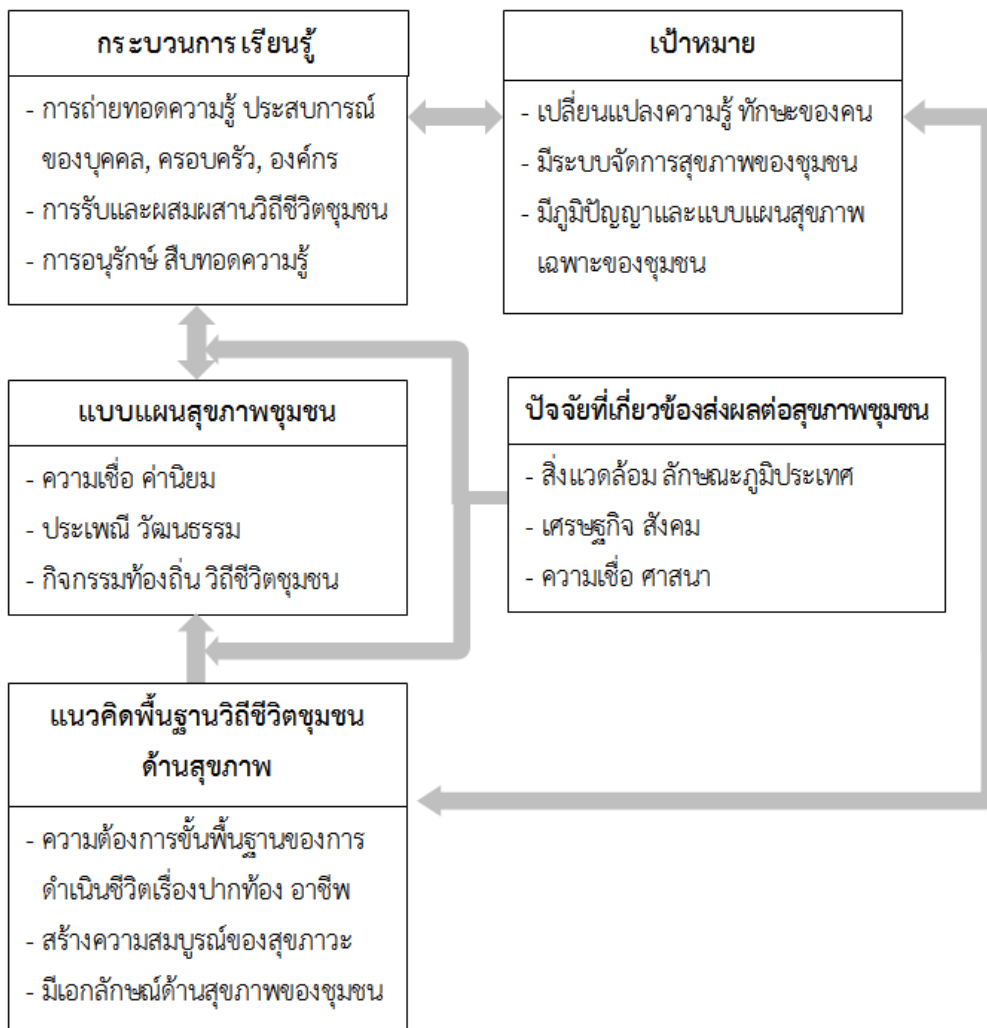 กระบวนการเรียนรู้
- การถ่ายทอดความรู้ ประสบการณ์
ของบุคคล, ครอบครัว, องค์กร
- การรับและผสมผสานวิถีชีวิตชุมชน
- การอนุรักษ์ สืบทอดความรู้
เป้าหมาย
- เปลี่ยนแปลงความรู้ ทักษะของคน
- มีระบบจัดการสุขภาพของชุมชน
- มีภูมิปัญญาและแบบแผนสุขภาพ
เฉพาะของชุมชน
แบบแผนสุขภาพชุมชน
- ความเชื่อ ค่านิยม
- ประเพณี วัฒนธรรม
- กิจกรรมท้องถิ่น วิถีชีวิตชุมชน
ปัจจัยที่เกี่ยวข้องส่งผลต่อสุขภาพชุมชน
- สิ่งแวดล้อม ลักษณะภูมิประเทศ
- เศรษฐกิจ สังคม
- ความเชื่อ ศาสนา
แนวคิดพื้นฐานวิถีชีวิตชุมชน
ด้านสุขภาพ
- ความต้องการขั้นพื้นฐานของการ
ดำเนินชีวิตเรื่องปากท้อง อาชีพ
- สร้างความสมบูรณ์ของสุขภาวะ
- มีเอกลักษณ์ด้านสุขภาพของชุมชน